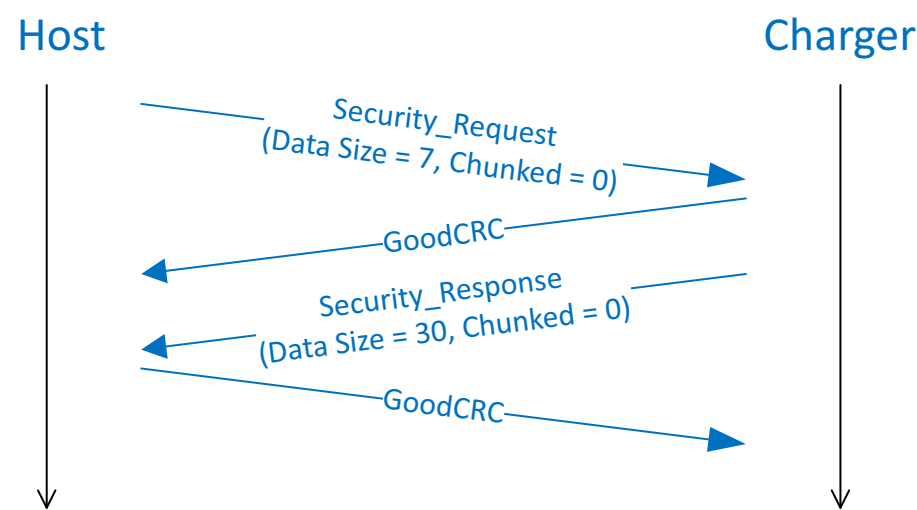 Host
Charger
Security_Request
(Data Size = 7, Chunked = 0)
GoodCRC
Security_Response
(Data Size = 30, Chunked = 0)
GoodCRC